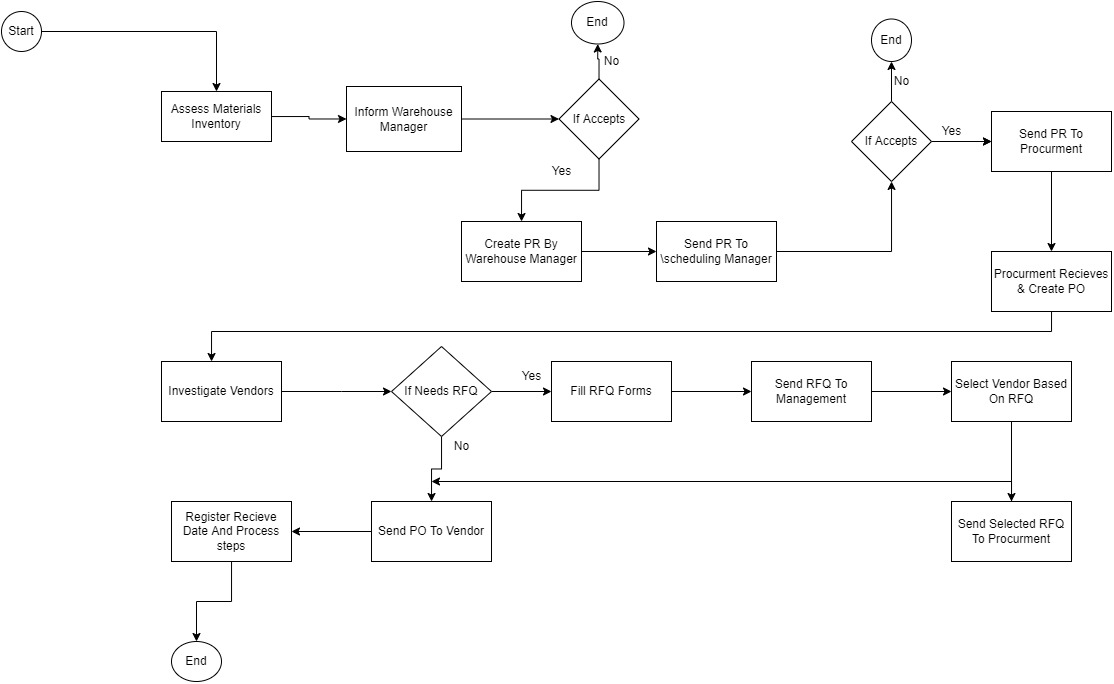 Start
End
End
No
No
Assess Materials
Inventory
Inform Warehouse
Manager
If Accepts
If Accepts
Yes
Send PR To
Procurment
Yes
Create PR By
Warehouse Manager
Send PR To
\scheduling Manager
Procurment Recieves
& Create PO
Investigate Vendors
If Needs RFQ
Yes
Fill RFQ Forms
Send RFQ To
Management
Select Vendor Based
On RFQ
No
Register Recieve
Date And Process
steps
Send PO To Vendor
Send Selected RFQ
To Procurment
End